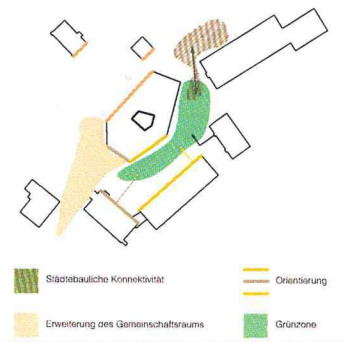 Städtebauliche Konnektivität
Orientierung
Erweiterung des Gemeinschaftsraums
Grünzone